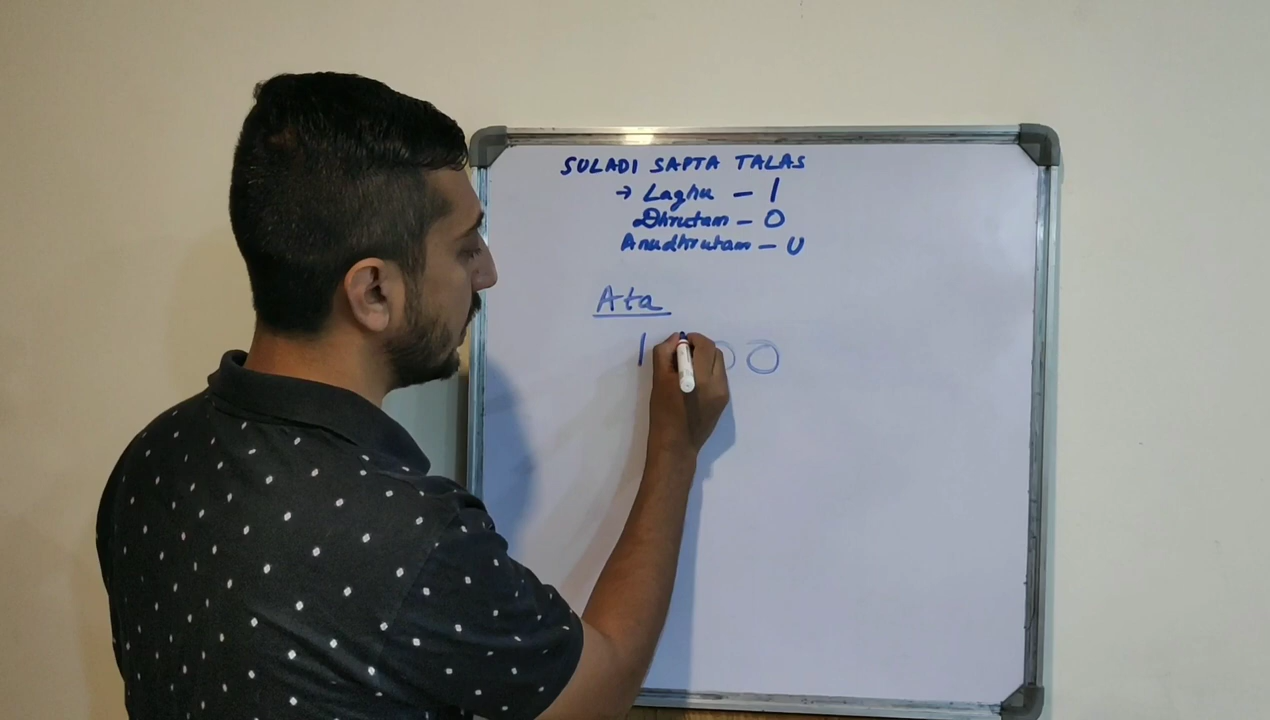 SULADI SAPTA TALAS
→ Laghu – |
Dhrutam – O
Anudhrutam – U
Ata
| O O